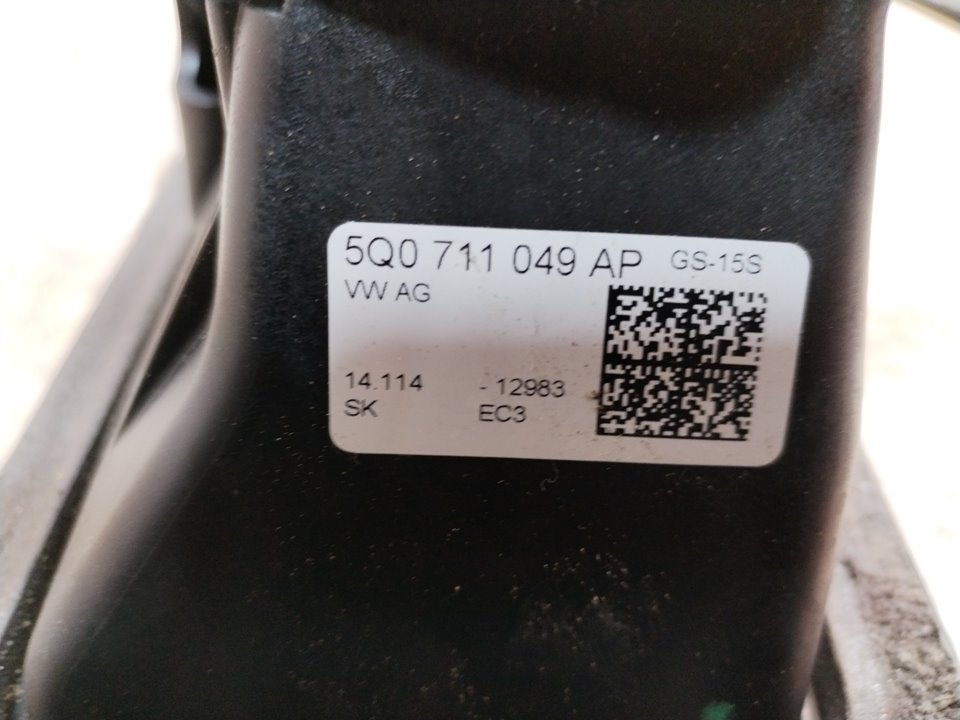 5Q0 711 049 AP GS-15S
VW AG
14.114 - 12983
SK EC3